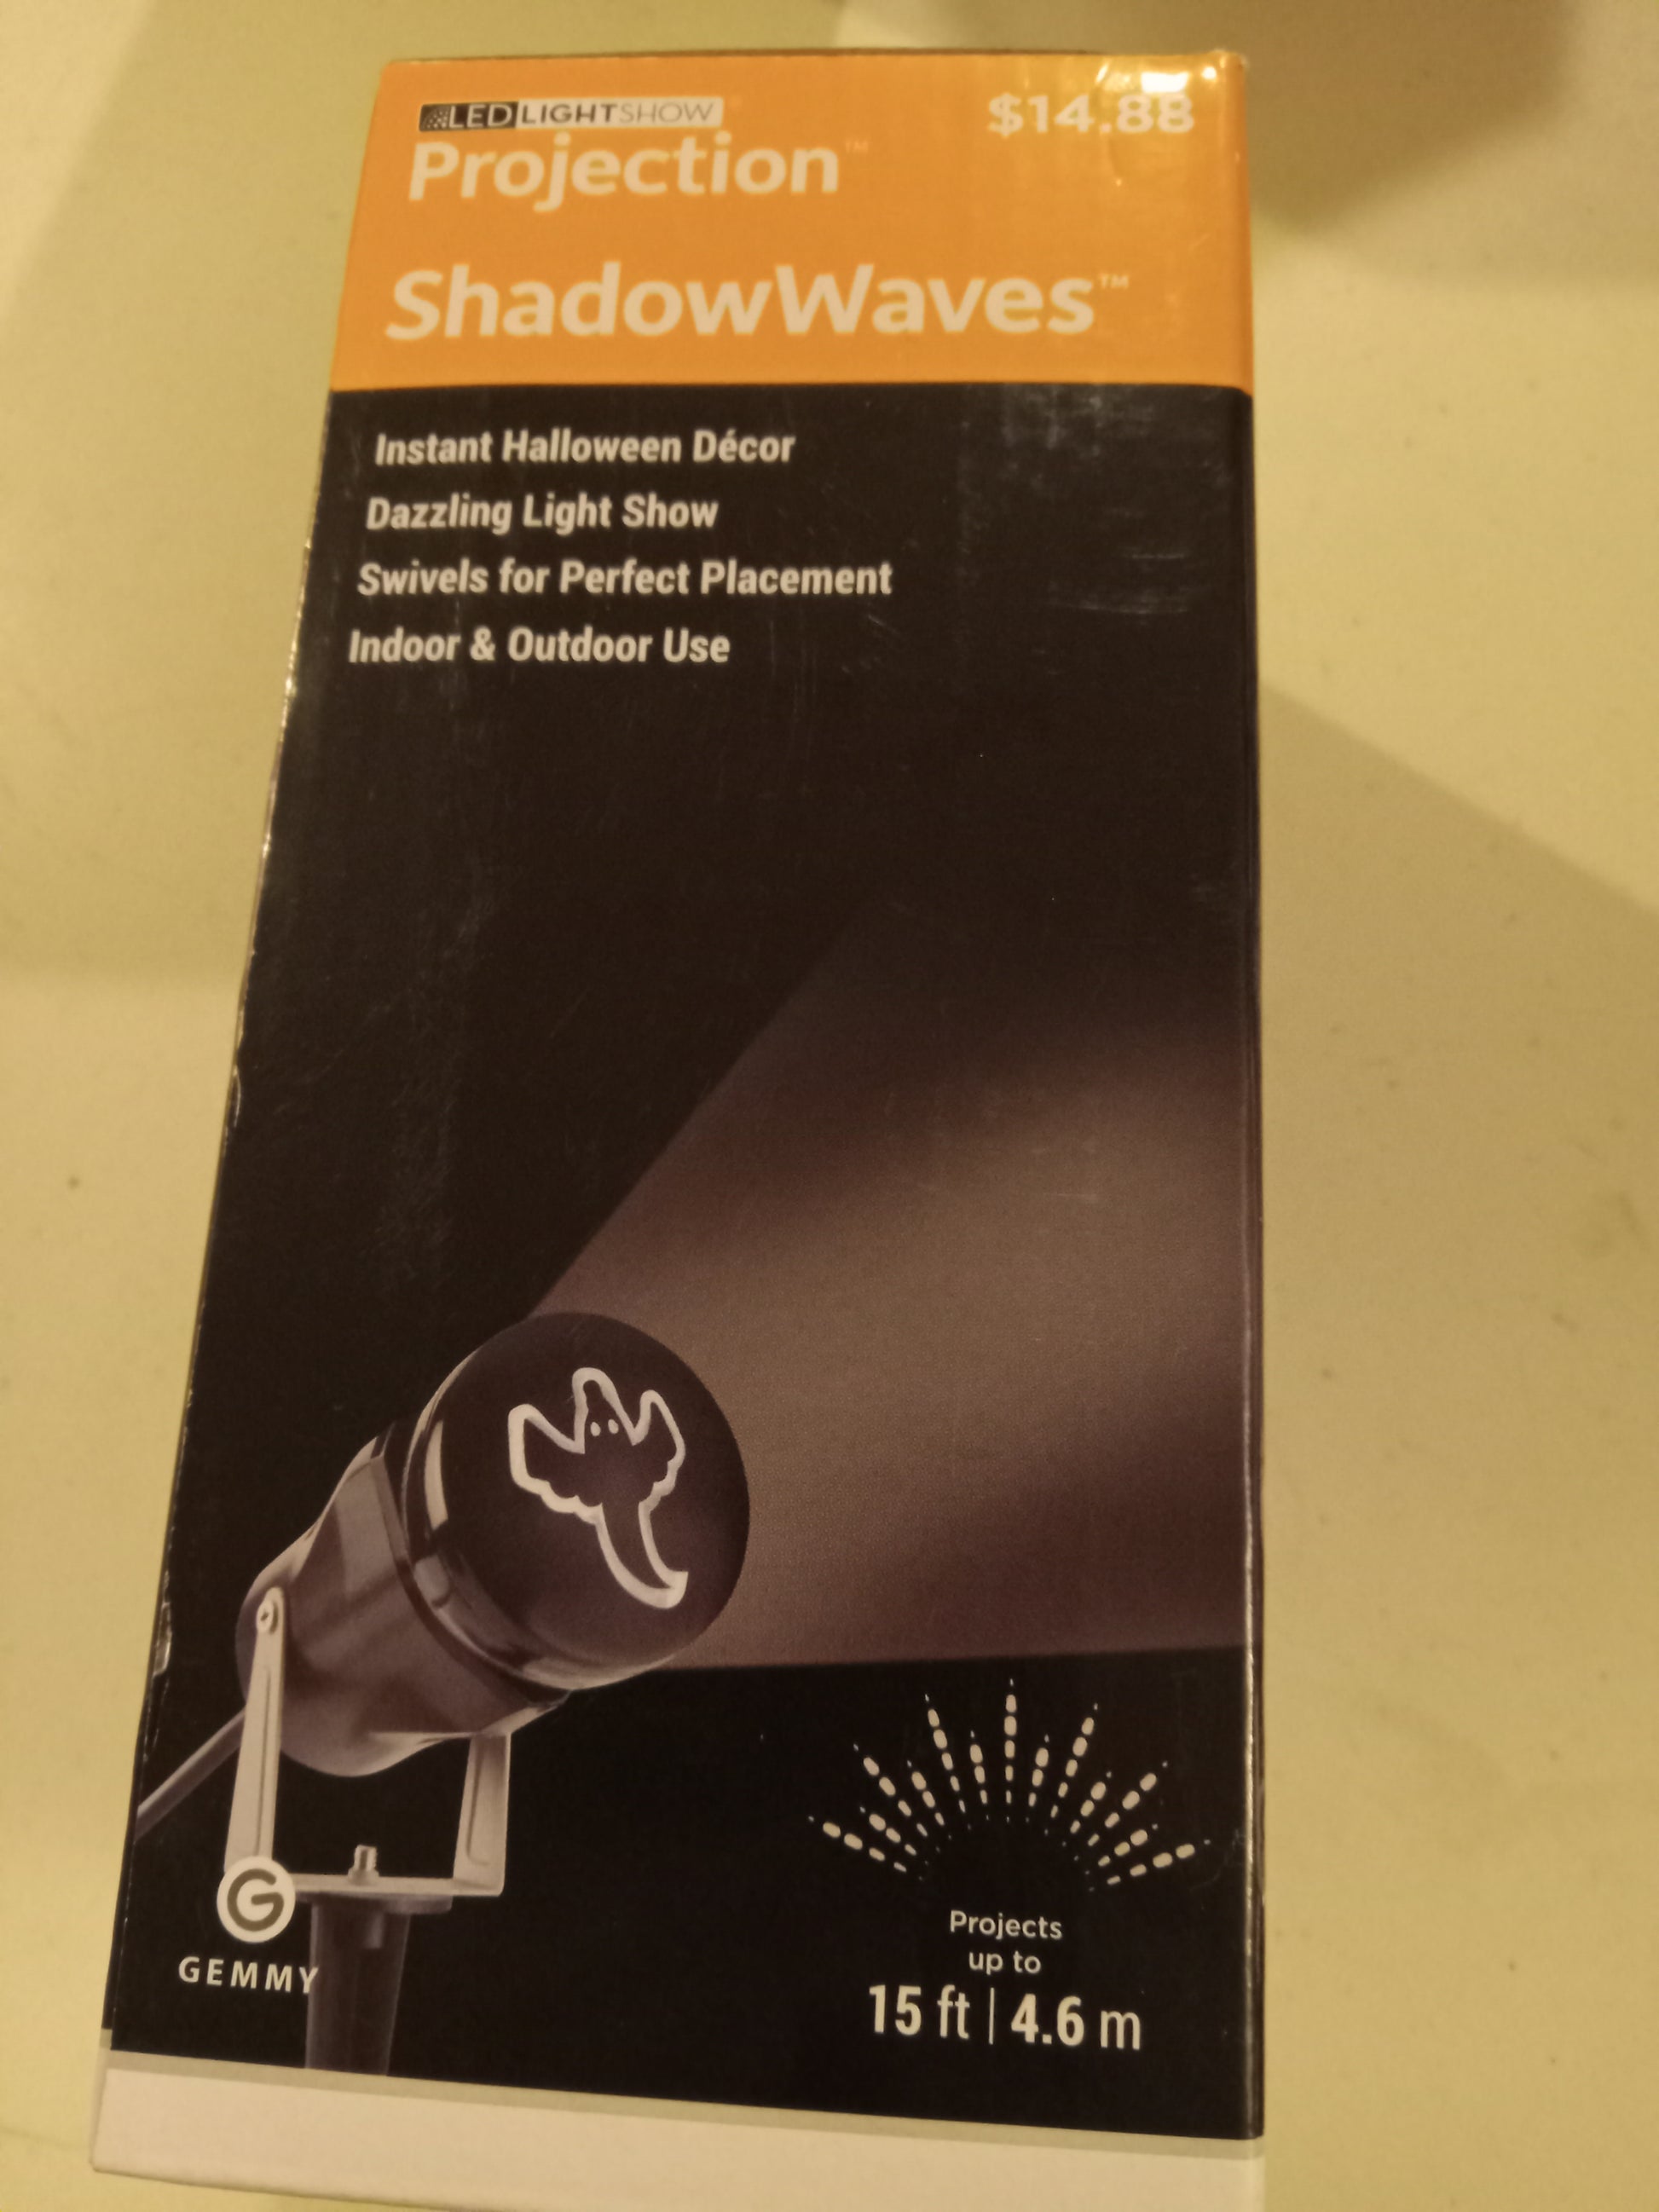 LED LIGHTSHOW
$14.88
Projection™
ShadowWaves™
Instant Halloween Décor
Dazzling Light Show
Swivels for Perfect Placement
Indoor & Outdoor Use
G
GEMMY
Projects
up to
15 ft | 4.6 m